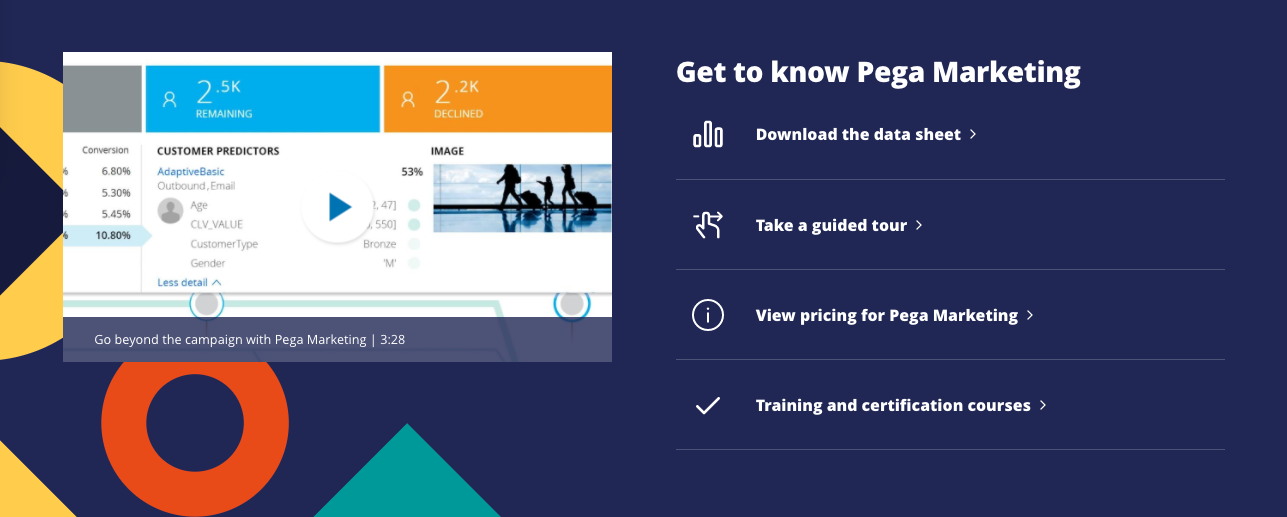 2.5K
REMAINING
2.2K
DECLINED
Conversion
% 6.80%
% 5.30%
% 5.45%
% 10.80%
CUSTOMER PREDICTORS
AdaptiveBasic 53%
Outbound, Email
Age , 47]
CLV_VALUE , 550]
CustomerType Bronze
Gender 'M'
Less detail
IMAGE
Go beyond the campaign with Pega Marketing | 3:28
Get to know Pega Marketing
Download the data sheet
Take a guided tour
View pricing for Pega Marketing
Training and certification courses